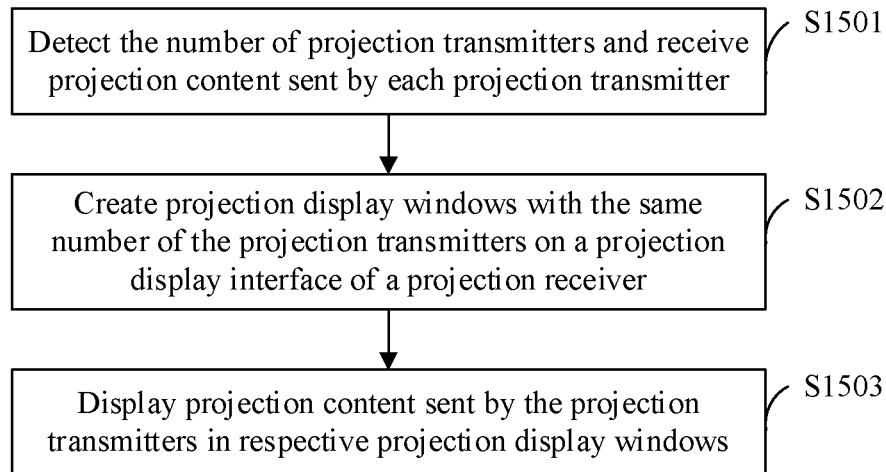 Detect the number of projection transmitters and receive
projection content sent by each projection transmitter
S1501
Create projection display windows with the same
number of the projection transmitters on a projection
display interface of a projection receiver
S1502
Display projection content sent by the projection
transmitters in respective projection display windows
S1503